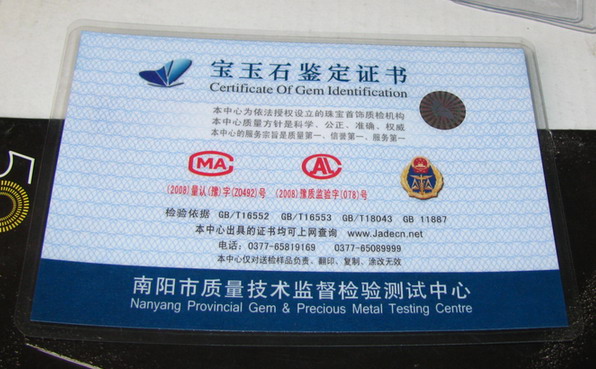 宝玉石鉴定证书
Certificate Of Gem Identification
本中心为依法授权设立的珠宝首饰质检机构
本中心质量方针是科学、公正、准确、权威
本中心的服务宗旨是质量第一、信誉第一、服务第一
MA
AL
(2008)量认(豫)字(Z0492)号 (2008)豫质监验字(078)号
检验依据 GB/T16552 GB/T16553 GB/T18043 GB 11887
本中心出具的证书均可上网查询 www.Jadecn.net
电话:0377-65819169 0377-65089999
本中心仅对送检样品负责、翻印、复制、涂改无效
南阳市质量技术监督检验测试中心
Nanyang Provincial Gem & Precious Metal Testing Centre